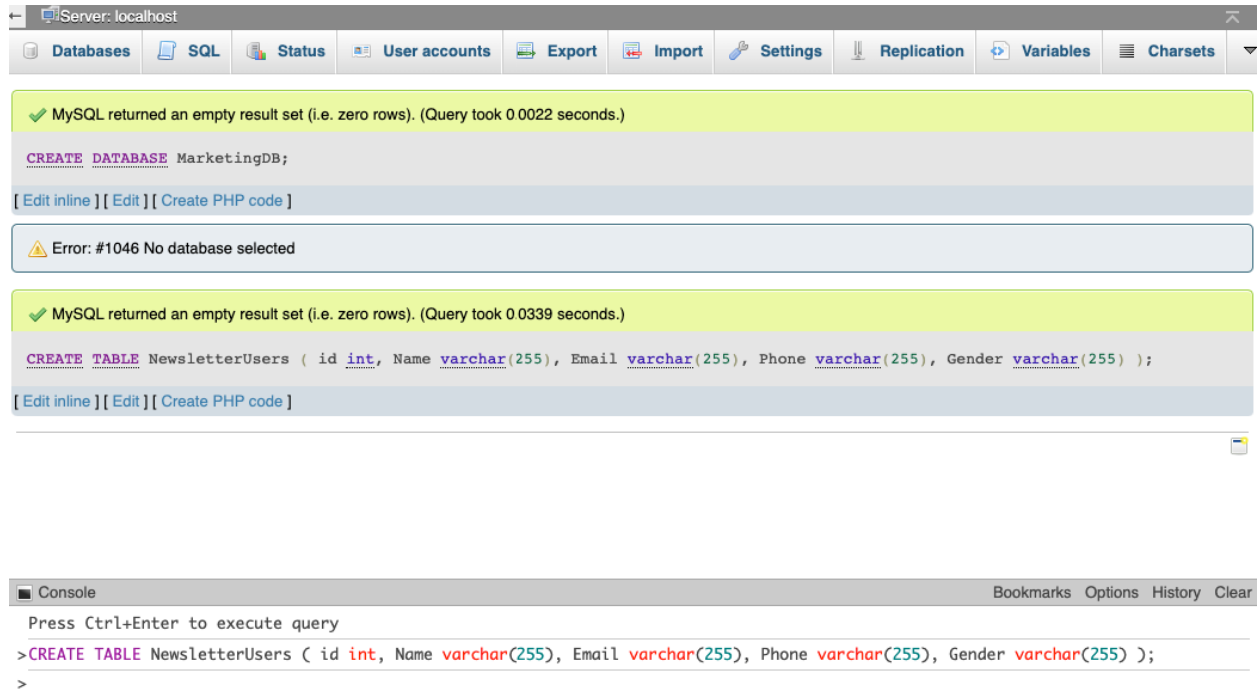 Server: localhost
Databases SQL Status User accounts Export Import Settings Replication Variables Charsets
MySQL returned an empty result set (i.e. zero rows). (Query took 0.0022 seconds.)
CREATE DATABASE MarketingDB;
[ Edit inline ] [ Edit ] [ Create PHP code ]
Error: #1046 No database selected
MySQL returned an empty result set (i.e. zero rows). (Query took 0.0339 seconds.)
CREATE TABLE NewsletterUsers ( id int, Name varchar(255), Email varchar(255), Phone varchar(255), Gender varchar(255) );
[ Edit inline ] [ Edit ] [ Create PHP code ]
Console Bookmarks Options History Clear
Press Ctrl+Enter to execute query
>CREATE TABLE NewsletterUsers ( id int, Name varchar(255), Email varchar(255), Phone varchar(255), Gender varchar(255) );
>